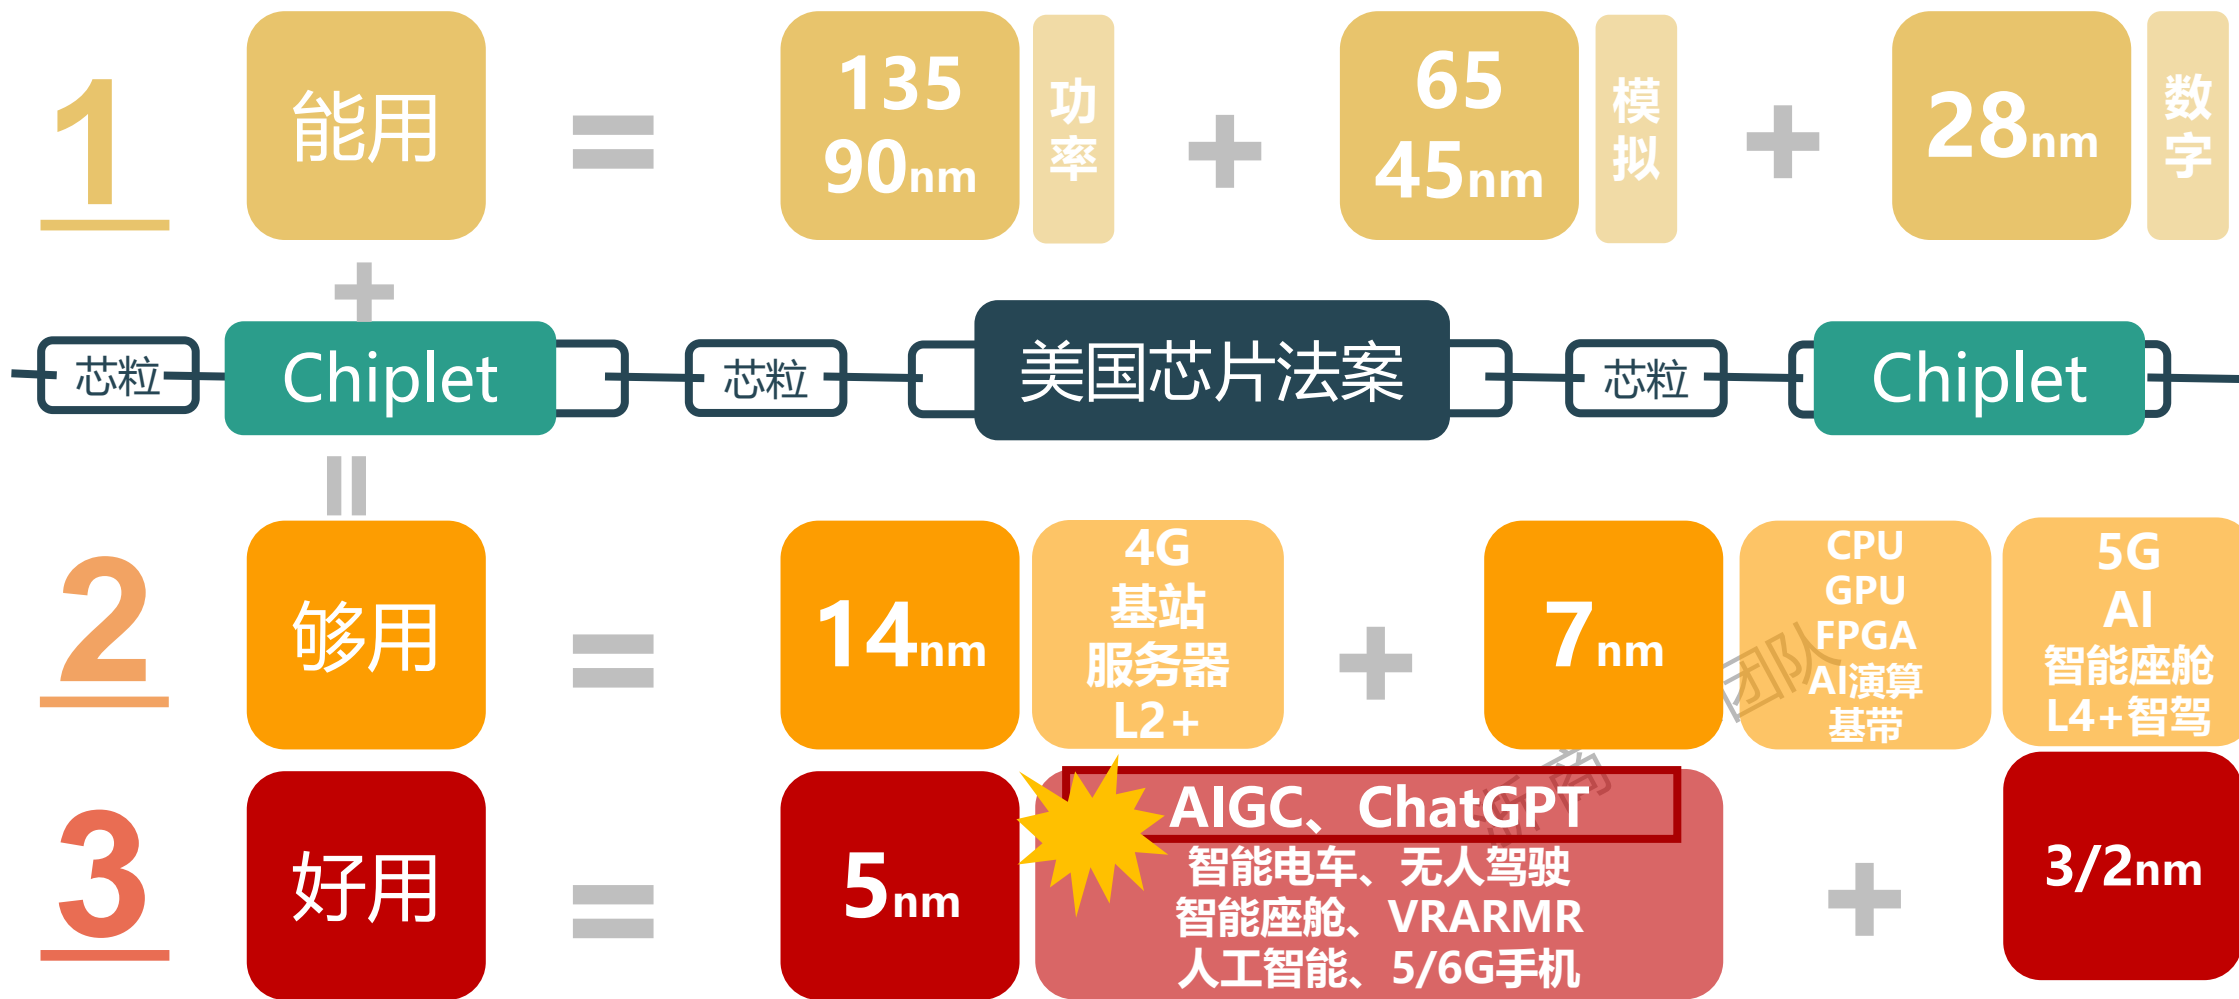 1
能用
=
135
90nm
功率
+
65
45nm
模拟
+
28nm
数字
+
芯粒
Chiplet
芯粒
美国芯片法案
芯粒
Chiplet
=
2
够用
=
14nm
4G
基站
服务器
L2+
+
7nm
CPU
GPU
FPGA
AI演算
基带
5G
AI
智能座舱
L4+智驾
团队
浙商
3
好用
=
5nm
AIGC、ChatGPT
智能电车、无人驾驶
智能座舱、VRARMR
人工智能、5/6G手机
+
3/2nm